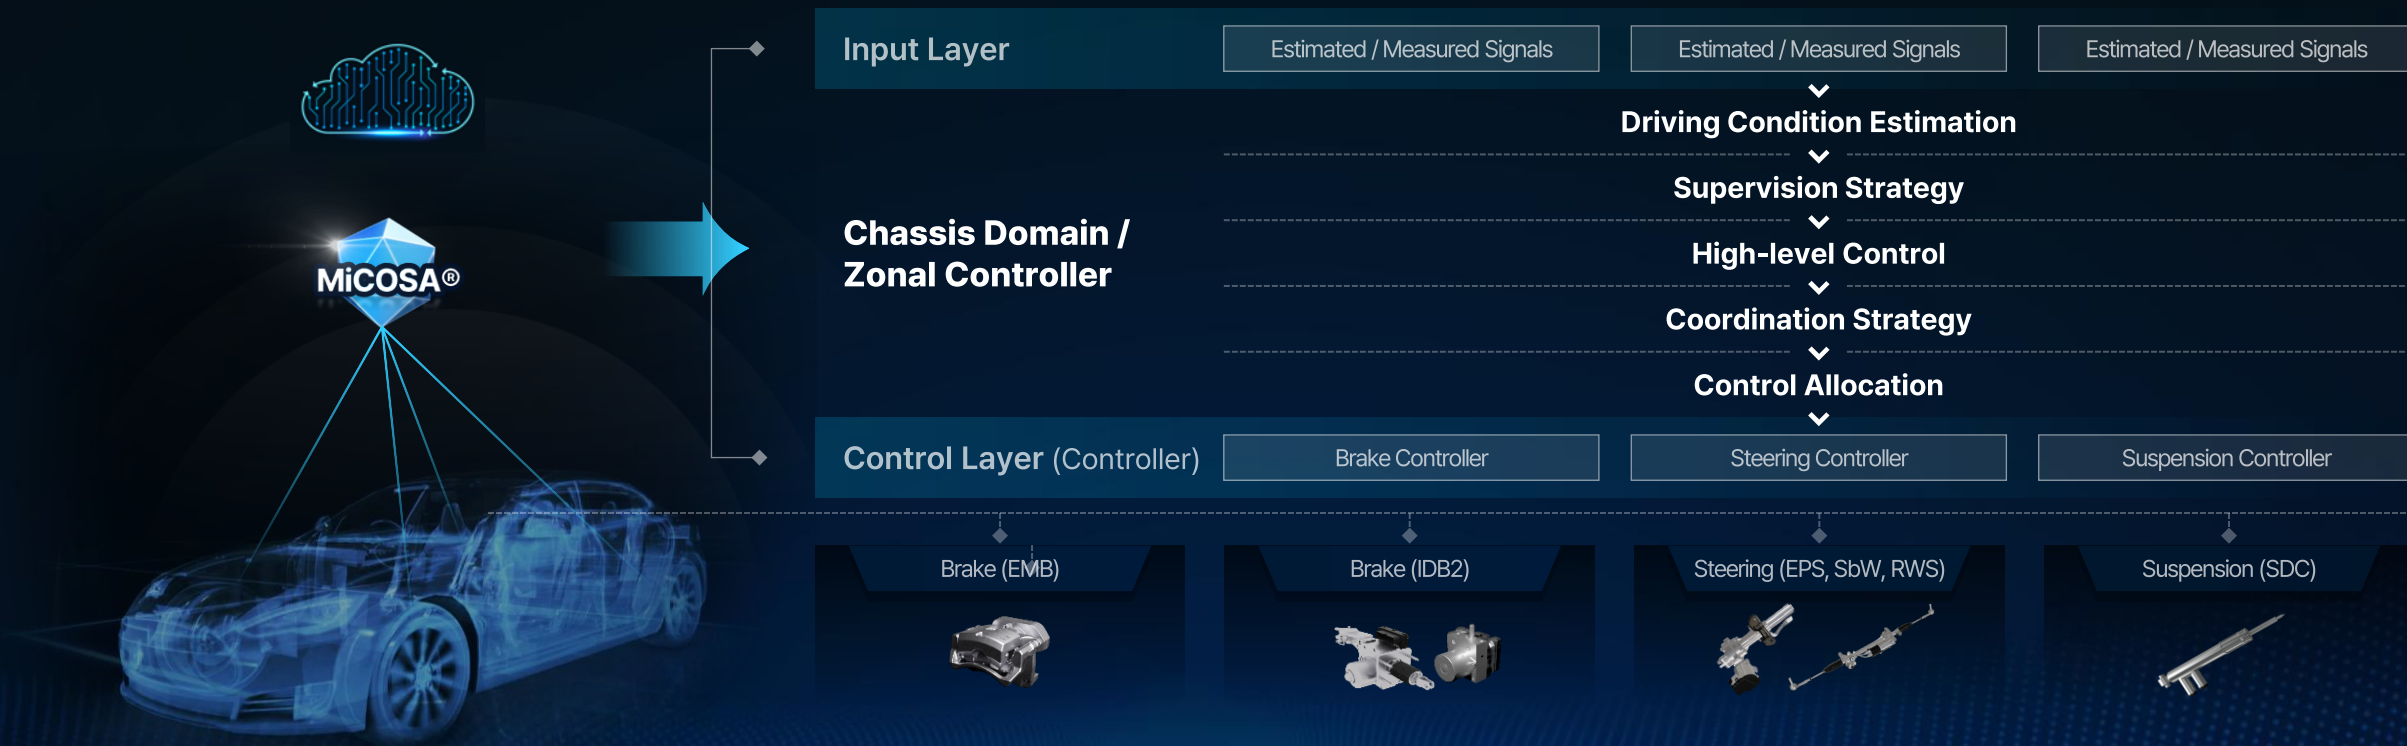 Input Layer
Estimated / Measured Signals
Estimated / Measured Signals
Estimated / Measured Signals
Driving Condition Estimation
Supervision Strategy
MiCOSA®
Chassis Domain /
Zonal Controller
High-level Control
Coordination Strategy
Control Allocation
Control Layer (Controller)
Brake Controller
Steering Controller
Suspension Controller
Brake (EMB)
Brake (IDB2)
Steering (EPS, SbW, RWS)
Suspension (SDC)